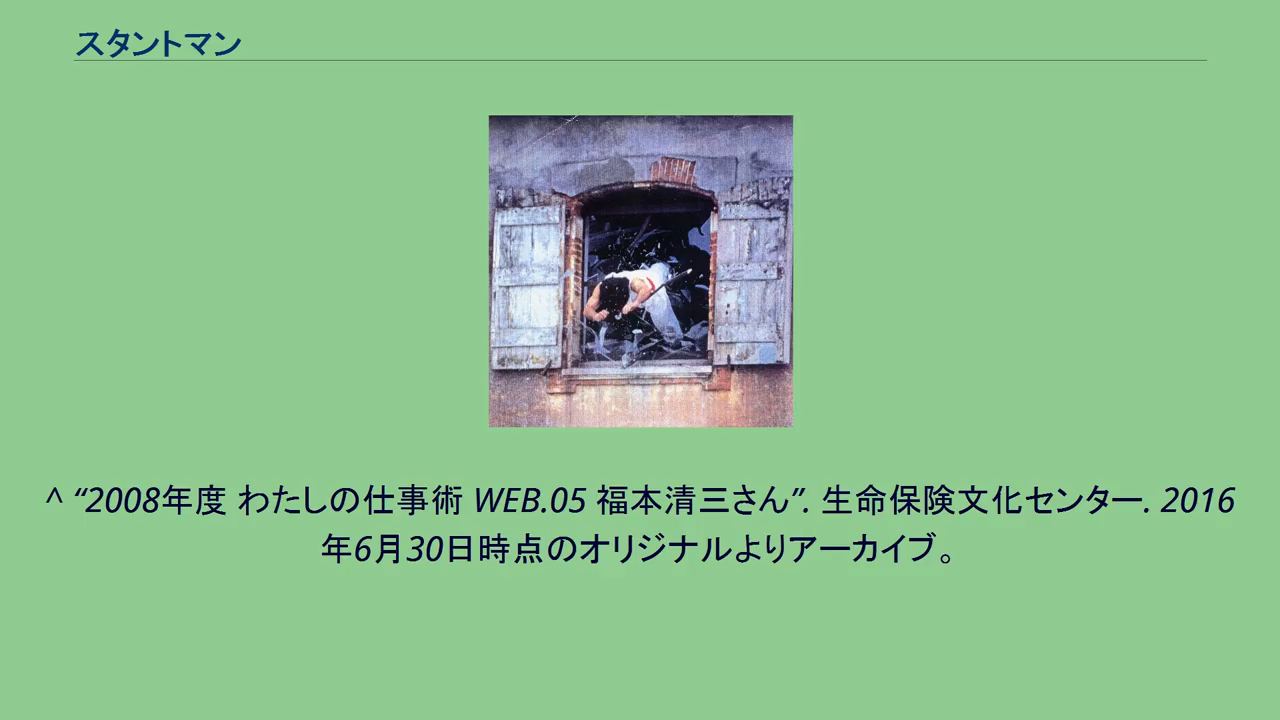 スタントマン
^ “2008年度 わたしの仕事術 WEB.05 福本清三さん”. 生命保険文化センター. 2016
年6月30日時点のオリジナルよりアーカイブ。